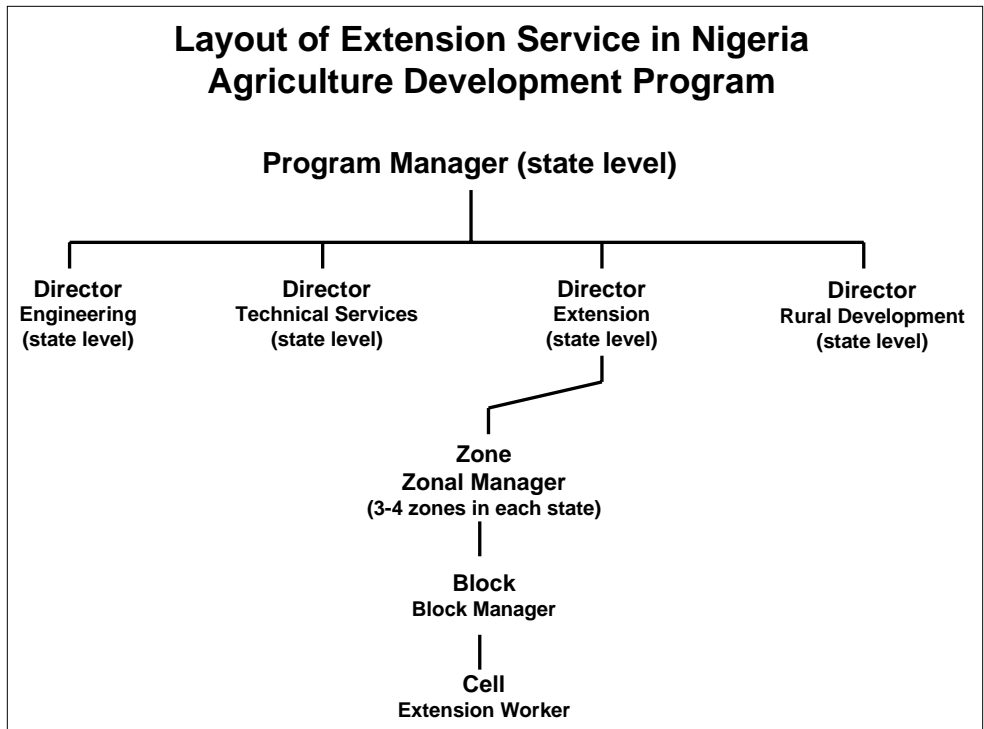 Layout of Extension Service in Nigeria
Agriculture Development Program
Program Manager (state level)
Director
Engineering
(state level)
Director
Technical Services
(state level)
Director
Extension
(state level)
Director
Rural Development
(state level)
Zone
Zonal Manager
(3-4 zones in each state)
Block
Block Manager
Cell
Extension Worker